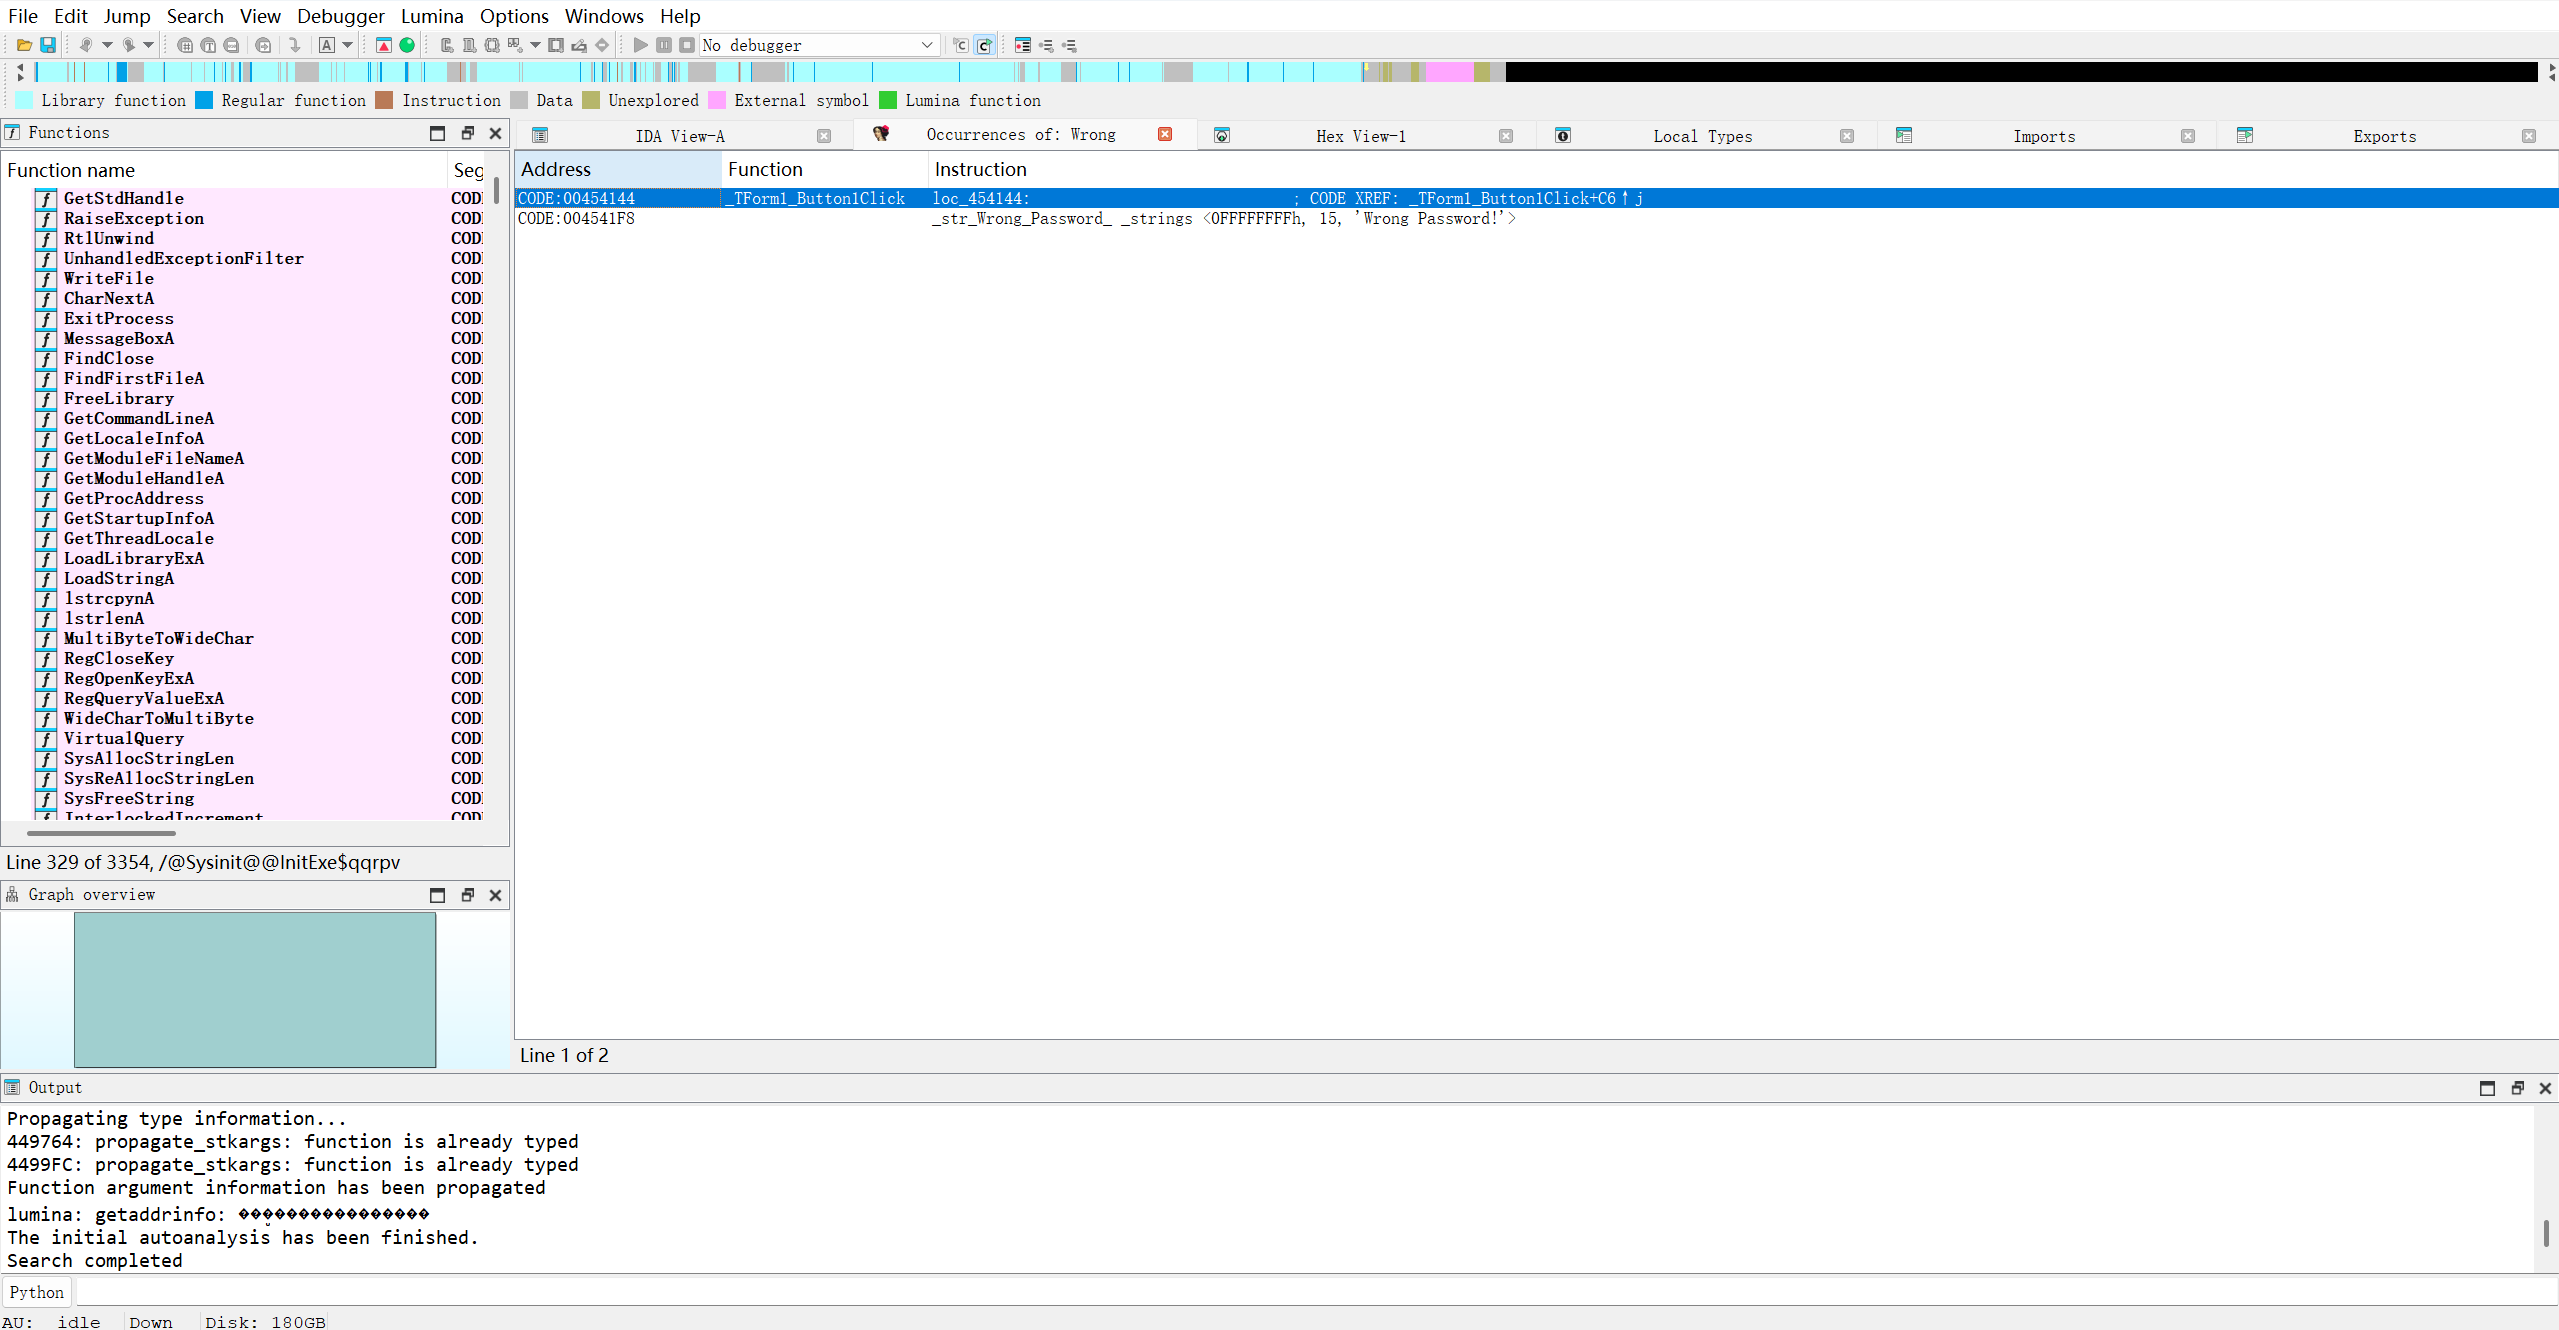 File Edit Jump Search View Debugger Lumina Options Windows Help
No debugger
Library function Regular function Instruction Data Unexplored External symbol Lumina function
Functions
IDA View-A Occurrences of: Wrong Hex View-1 Local Types Imports Exports
Function name Seg
GetStdHandle COD
RaiseException COD
RtlUnwind COD
UnhandledExceptionFilter COD
WriteFile COD
CharNextA COD
ExitProcess COD
MessageBoxA COD
FindClose COD
FindFirstFileA COD
FreeLibrary COD
GetCommandLineA COD
GetLocaleInfoA COD
GetModuleFileNameA COD
GetModuleHandleA COD
GetProcAddress COD
GetStartupInfoA COD
GetThreadLocale COD
LoadLibraryExA COD
LoadStringA COD
lstrcpynA COD
lstrlenA COD
MultiByteToWideChar COD
RegCloseKey COD
RegOpenKeyExA COD
RegQueryValueExA COD
WideCharToMultiByte COD
VirtualQuery COD
SysAllocStringLen COD
SysReAllocStringLen COD
SysFreeString COD
InterlockedIncrement COD
Line 329 of 3354, /@Sysinit@@InitExe$qqrpv
Graph overview
Address Function Instruction
CODE:00454144 _TForm1_Button1Click loc_454144: ; CODE XREF: _TForm1_Button1Click+C6↑j
CODE:004541F8 _str_Wrong_Password_ _strings <0FFFFFFFFh, 15, 'Wrong Password!'>
Line 1 of 2
Output
Propagating type information...
449764: propagate_stkargs: function is already typed
4499FC: propagate_stkargs: function is already typed
Function argument information has been propagated
lumina: getaddrinfo:
The initial autoanalysis has been finished.
Search completed
Python
AU: idle Down Disk: 180GB